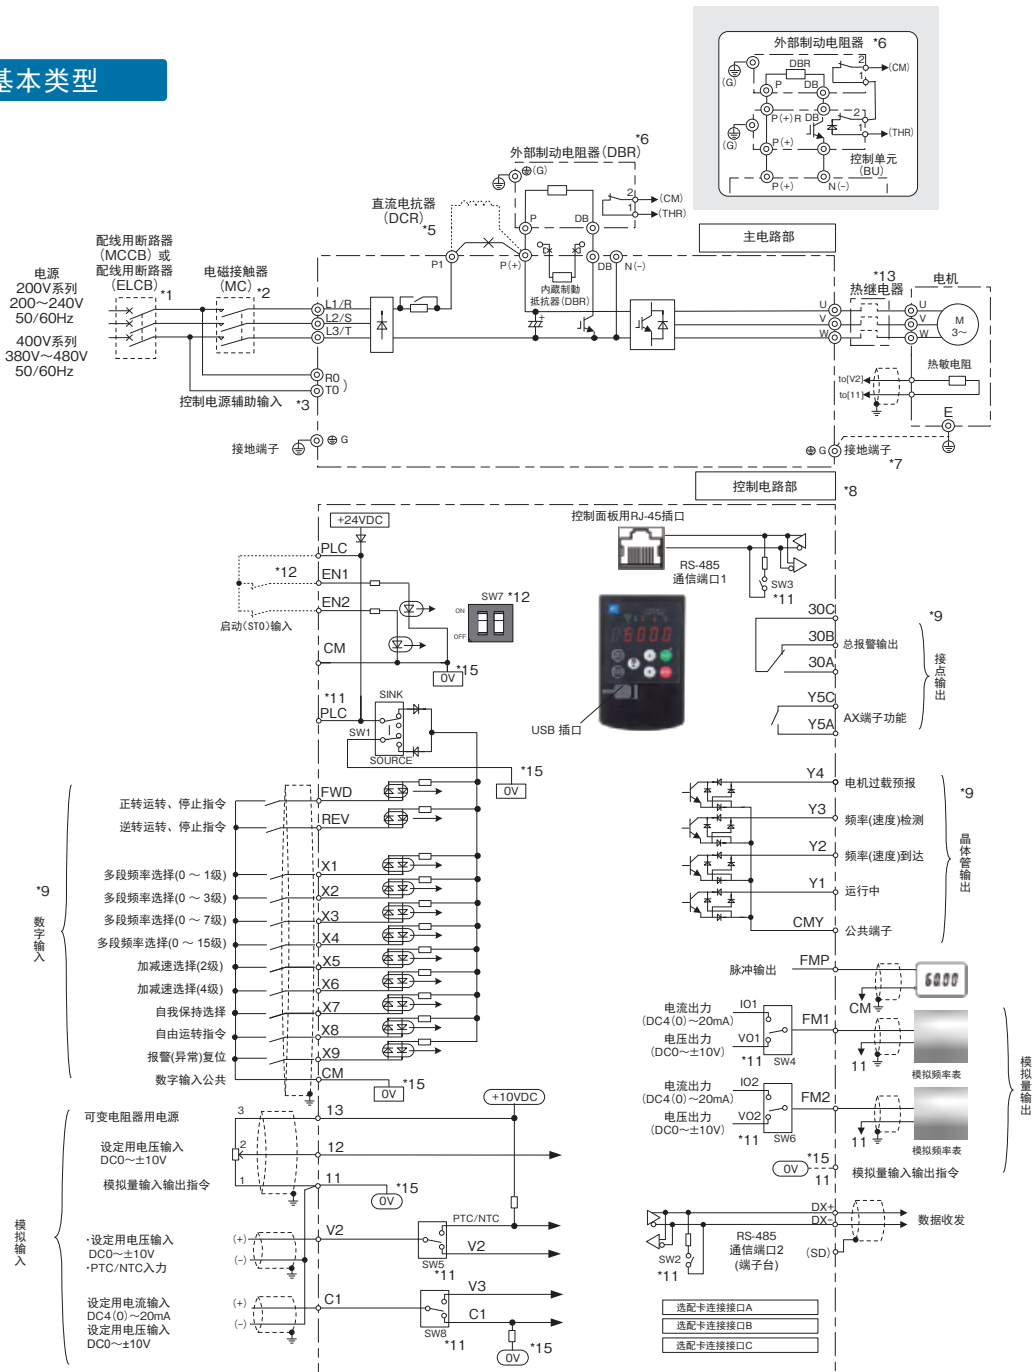 基本类型
外部制动电阻器 *6
DBR
2
1
(CM)
(G)
P
DB
P(+)R DB
2
1
(THR)
(G)
P(+)
控制单元
(BU)
P(+)
N(-)
*6
外部制动电阻器(DBR)
(G)
2
1
(CM)
(THR)
P
DB
直流电抗器
(DCR)
*5
P1
P(+)
DB
N(-)
主电路部
配线用断路器
(MCCB) 或
配线用断路器
(ELCB)
*1
电磁接触器
(MC)
*2
电源
200V系列
200～240V
50/60Hz
400V系列
380V～480V
50/60Hz
L1/R
L2/S
L3/T
内蔵制動
抵抗器(DBR)
*13
热继电器
电机
U
V
W
U
V
W
M
3~
R0
T0 )
控制电源辅助输入 *3
热敏电阻
to[V2]
to[11]
E
接地端子
G
G
接地端子
*7
控制电路部
*8
+24VDC
PLC
*12
EN1
EN2
启动(STO)输入
SW7 *12
ON
OFF
CM
*15
0V
控制面板用RJ-45插口
RS-485
通信端口1
SW3
*11
60.00
USB 插口
30C
*9
30B
总报警输出
30A
接点输出
Y5C
AX端子功能
Y5A
*11
PLC
SINK
SW1
SOURCE
*15
0V
正转运转、停止指令
FWD
逆转运转、停止指令
REV
多段频率选择(0 ～ 1级)
X1
多段频率选择(0 ～ 3级)
X2
多段频率选择(0 ～ 7级)
X3
多段频率选择(0 ～ 15级)
X4
加减速选择(2级)
X5
加减速选择(4级)
X6
自我保持选择
X7
自由运转指令
X8
报警(异常)复位
X9
数字输入公共
CM
*15
0V
*9
数字输入
Y4
电机过载预报
*9
Y3
频率(速度)检测
Y2
频率(速度)到达
Y1
运行中
CMY
公共端子
晶体管输出
脉冲输出
FMP
60.00
CM
电流出力
(DC4(0)～20mA)
电压出力
(DC0～±10V)
IO1
VO1
*11
SW4
FM1
11
模拟频率表
电流出力
(DC4(0)～20mA)
电压出力
(DC0～±10V)
IO2
VO2
*11
SW6
FM2
11
模拟频率表
*15
0V
11
模拟量输入输出指令
模拟量输出
可变电阻器用电源
3
13
+10VDC
设定用电压输入
DC0～±10V
2
12
模拟量输入输出指令
1
11
*15
0V
·设定用电压输入
DC0～±10V
·PTC/NTC入力
(+)
(-)
V2
PTC/NTC
V2
SW5
*11
设定用电流输入
DC4(0)～20mA
设定用电压输入
DC0～±10V
(+)
(-)
C1
V3
C1
SW8
*11
*15
0V
模拟输入
DX+
DX-
数据收发
RS-485
通信端口2
(端子台)
(SD)
SW2
*11
选配卡连接接口A
选配卡连接接口B
选配卡连接接口C